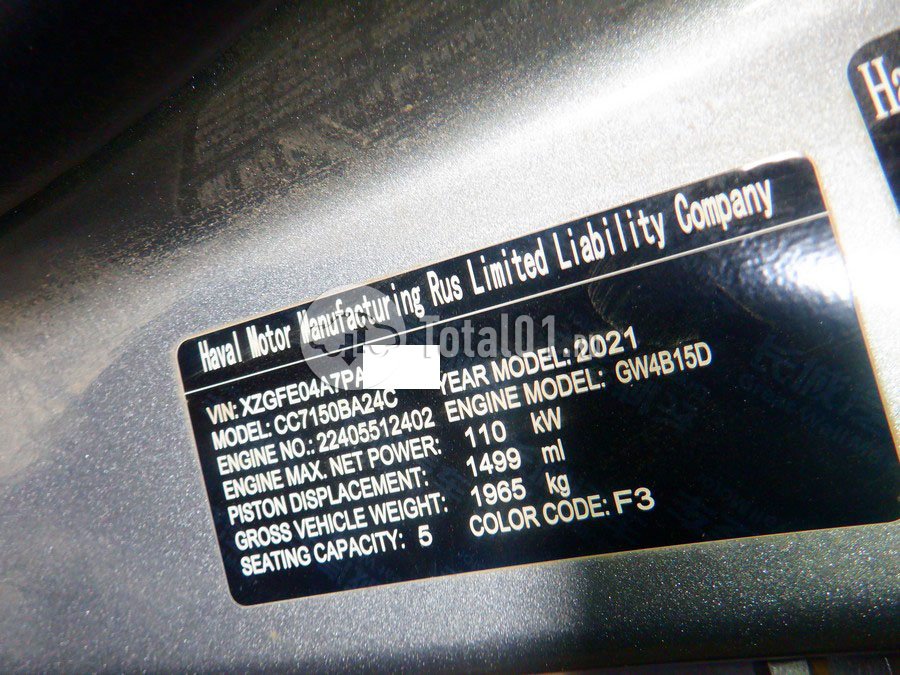 Haval Motor Manufacturing Rus Limited Liability Company
Total01.
VIN: XZGFE04A7PA YEAR MODEL: 2021
MODEL: CC7150BA24C ENGINE MODEL: GW4B15D
ENGINE NO.: 22405512402
ENGINE MAX. NET POWER: 110 kW
PISTON DISPLACEMENT: 1499 ml
GROSS VEHICLE WEIGHT: 1965 kg
SEATING CAPACITY: 5 COLOR CODE: F3
Ha